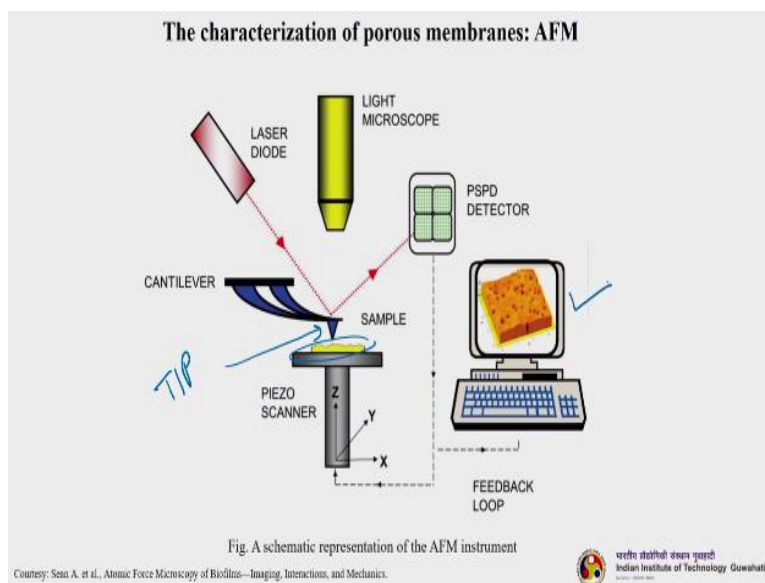 The characterization of porous membranes: AFM
LIGHT
MICROSCOPE
LASER
DIODE
PSPD
DETECTOR
CANTILEVER
SAMPLE
TIP
PIEZO
SCANNER
Z
Y
X
FEEDBACK
LOOP
Fig. A schematic representation of the AFM instrument
भारतीय प्रौद्योगिकी संस्थान गुवाहाटी
Indian Institute of Technology Guwahati
Courtesy: Sean A. et al., Atomic Force Microscopy of Biofilms—Imaging, Interactions, and Mechanics.